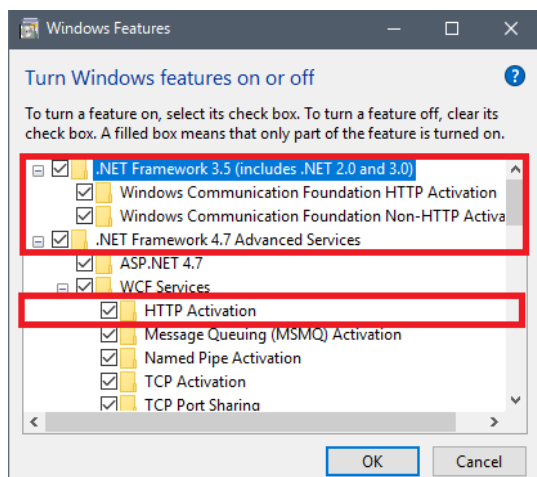 Windows Features
Turn Windows features on or off
To turn a feature on, select its check box. To turn a feature off, clear its
check box. A filled box means that only part of the feature is turned on.
.NET Framework 3.5 (includes .NET 2.0 and 3.0)
Windows Communication Foundation HTTP Activation
Windows Communication Foundation Non-HTTP Activa
.NET Framework 4.7 Advanced Services
ASP.NET 4.7
WCF Services
HTTP Activation
Message Queuing (MSMQ) Activation
Named Pipe Activation
TCP Activation
TCP Port Sharing
OK
Cancel